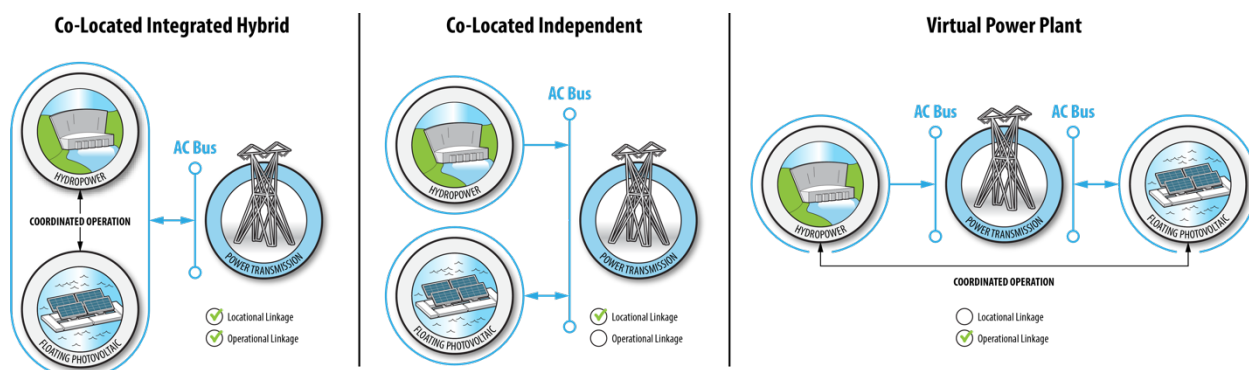 Co-Located Integrated Hybrid
HYDROPOWER
COORDINATED OPERATION
FLOATING PHOTOVOLTAIC
AC Bus
POWER TRANSMISSION
Locational Linkage
Operational Linkage
Co-Located Independent
HYDROPOWER
FLOATING PHOTOVOLTAIC
AC Bus
POWER TRANSMISSION
Locational Linkage
Operational Linkage
Virtual Power Plant
HYDROPOWER
AC Bus
POWER TRANSMISSION
AC Bus
FLOATING PHOTOVOLTAIC
COORDINATED OPERATION
Locational Linkage
Operational Linkage